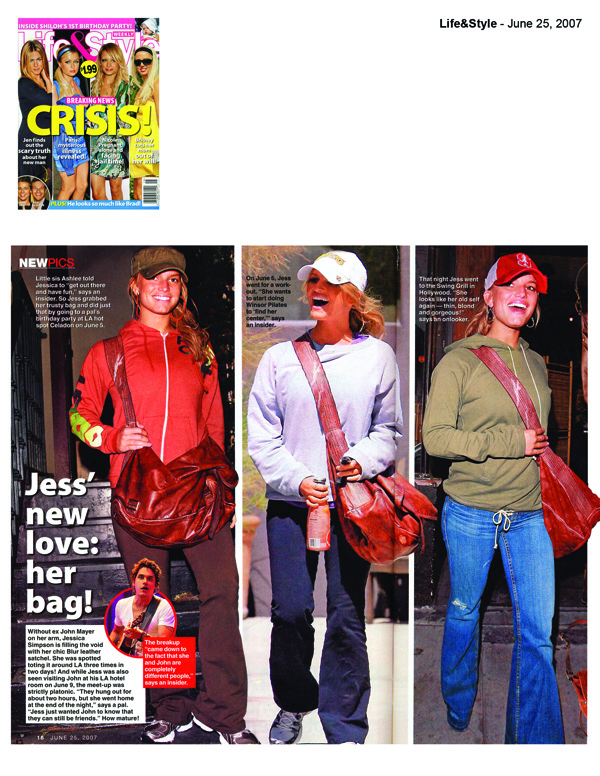 Life&Style - June 25, 2007
INSIDE SHILOH'S 1ST BIRTHDAY PARTY!
Life&Style
WEEKLY
$1.99
BREAKING NEWS
CRISIS!
Jen finds
out the
scary truth
about her
new man
Paris'
mysterious
illness
revealed
Nicole:
Pregnant,
alone and
facing
jail time
PLUS! He looks so much like Brad!
NEWPICS
Little sis Ashlee told
Jessica to "get out there
and have fun," says an
insider. So Jess grabbed
her trusty bag and did just
that by going to a pal's
birthday party at LA hot
spot Celadon on June 5.
On June 6, Jess
went for a work-
out. "She wants
to start doing
Winsor Pilates
to 'find her
center,'" says
an insider.
That night Jess went
to the Swing Grill in
Hollywood. "She
looks like her old self
again — thin, blond
and gorgeous!"
says an onlooker.
Jess'
new
love:
her
bag!
Without ex John Mayer
on her arm, Jessica
Simpson is filling the void
with her chic Blur leather
satchel. She was spotted
toting it around LA three times in
two days! And while Jess was also
seen visiting John at his LA hotel
room on June 9, the meet-up was
strictly platonic. "They hung out for
about two hours, but she went home
at the end of the night," says a pal.
"Jess just wanted John to know that
they can still be friends." How mature!
The breakup
"came down to
the fact that she
and John are
completely
different people,"
says an insider.
16 JUNE 25, 2007